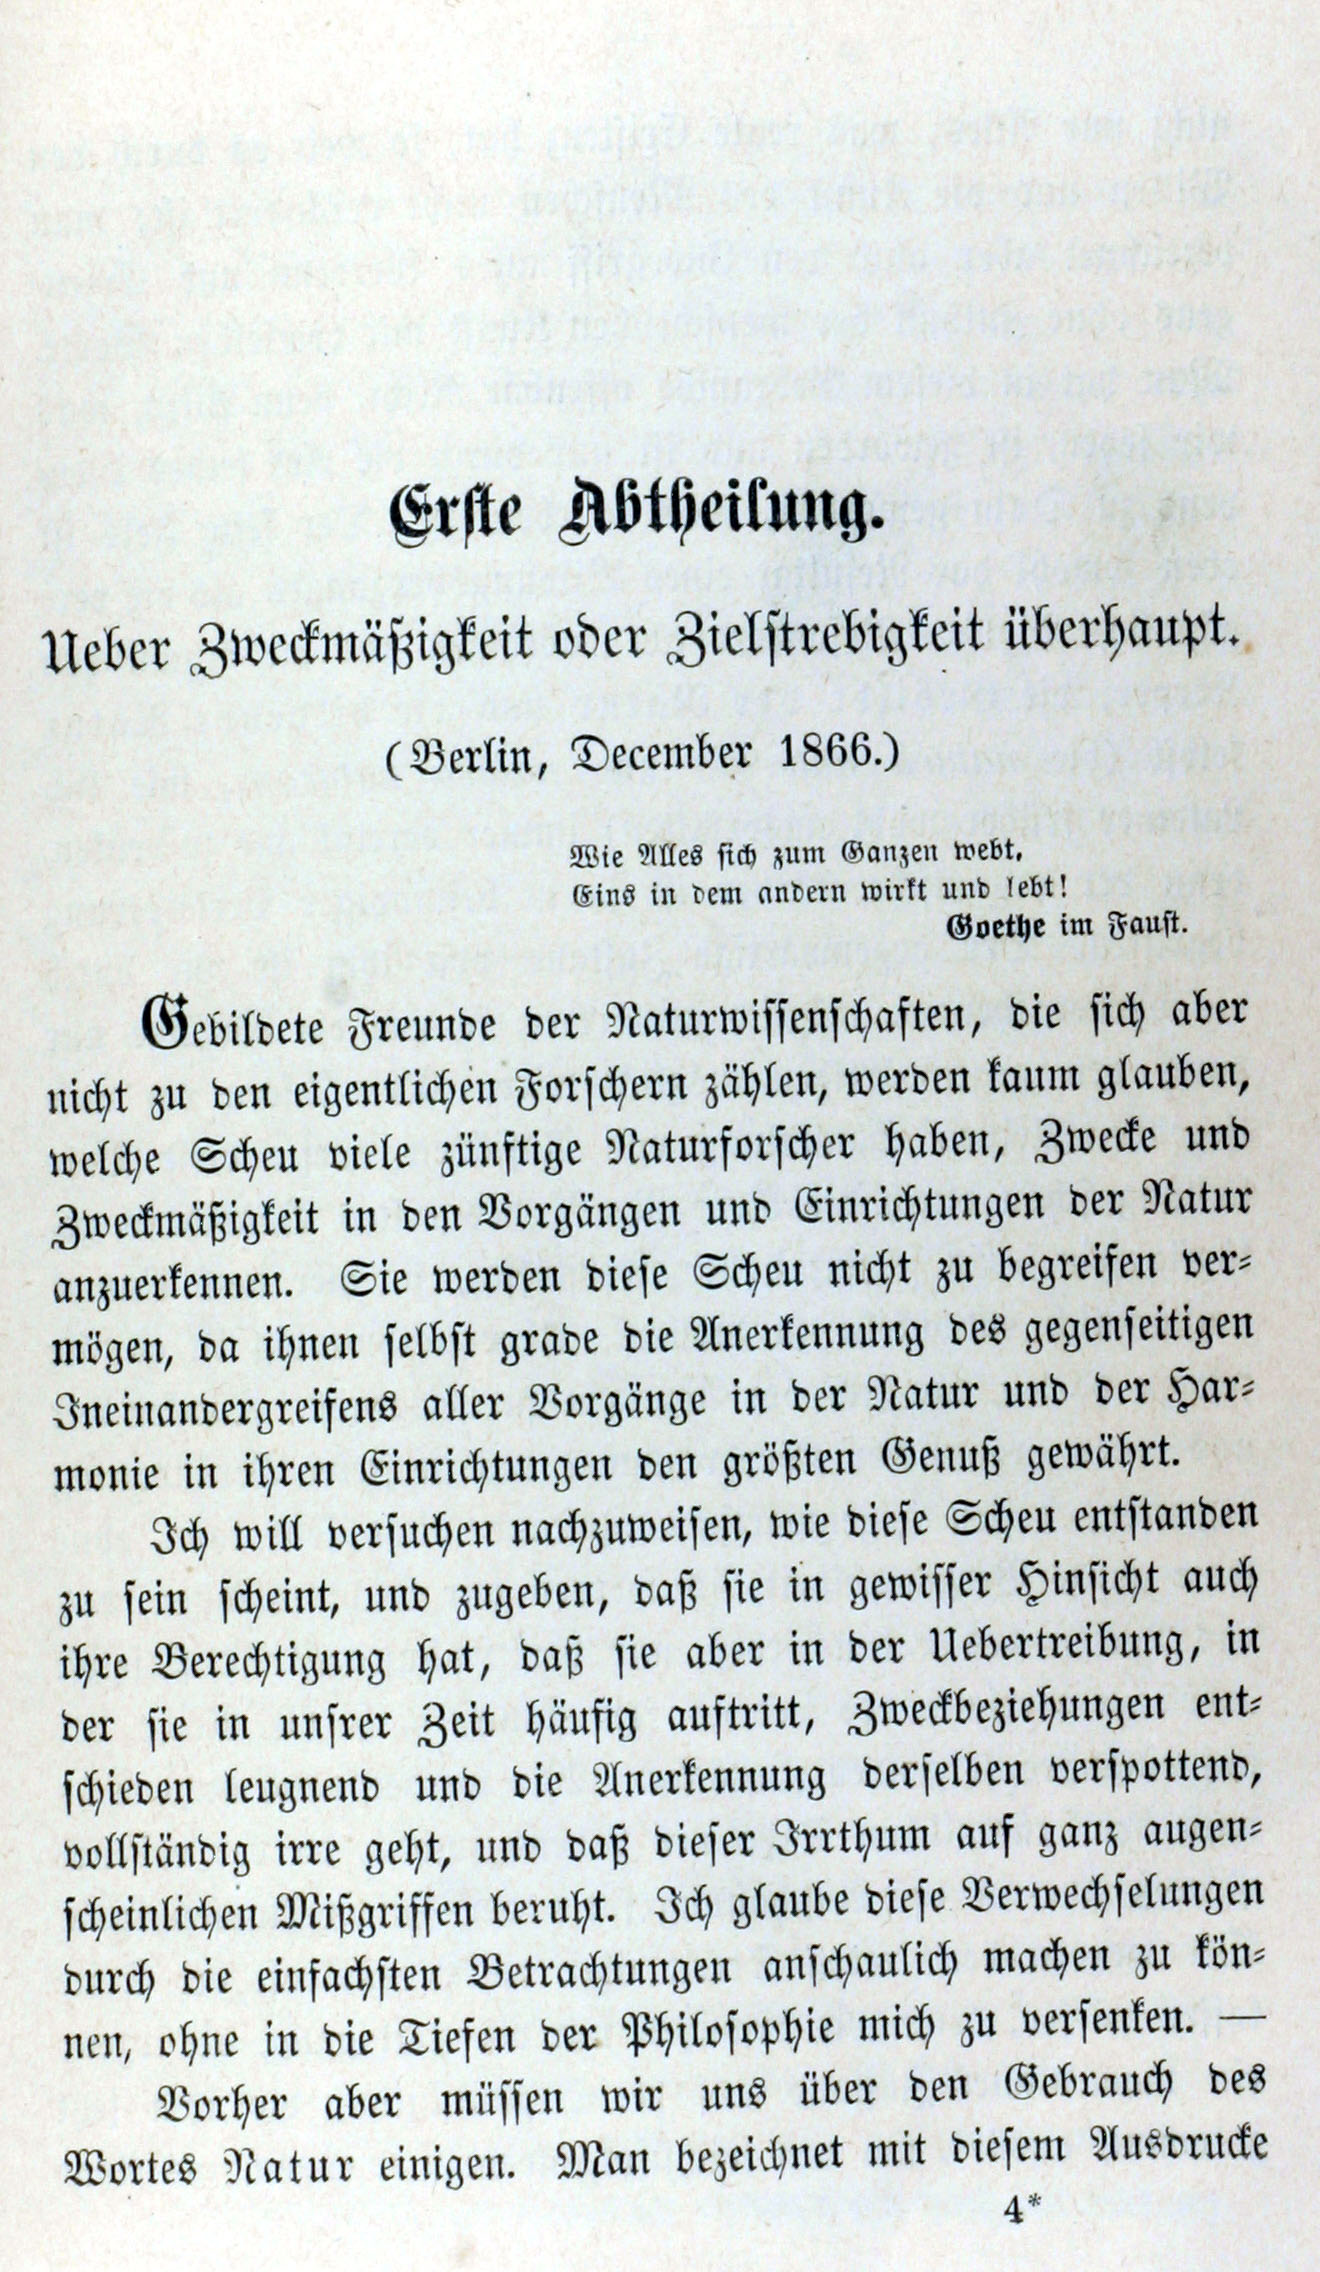 Erste Abtheilung.
Ueber Zweckmäßigkeit oder Zielstrebigkeit überhaupt.
(Berlin, December 1866.)
Wie Alles sich zum Ganzen webt,
Eins in dem andern wirkt und lebt!
Goethe im Faust.
Gebildete Freunde der Naturwissenschaften, die sich aber
nicht zu den eigentlichen Forschern zählen, werden kaum glauben,
welche Scheu viele zünftige Naturforscher haben, Zwecke und
Zweckmäßigkeit in den Vorgängen und Einrichtungen der Natur
anzuerkennen. Sie werden diese Scheu nicht zu begreifen ver-
mögen, da ihnen selbst grade die Anerkennung des gegenseitigen
Ineinandergreifens aller Vorgänge in der Natur und der Har-
monie in ihren Einrichtungen den größten Genuß gewährt.
Ich will versuchen nachzuweisen, wie diese Scheu entstanden
zu sein scheint, und zugeben, daß sie in gewisser Hinsicht auch
ihre Berechtigung hat, daß sie aber in der Uebertreibung, in
der sie in unsrer Zeit häufig auftritt, Zweckbeziehungen ent-
schieden leugnend und die Anerkennung derselben verspottend,
vollständig irre geht, und daß dieser Irrthum auf ganz augen-
scheinlichen Mißgriffen beruht. Ich glaube diese Verwechselungen
durch die einfachsten Betrachtungen anschaulich machen zu kön-
nen, ohne in die Tiefen der Philosophie mich zu versenken. —
Vorher aber müssen wir uns über den Gebrauch des
Wortes Natur einigen. Man bezeichnet mit diesem Ausdrucke
4*